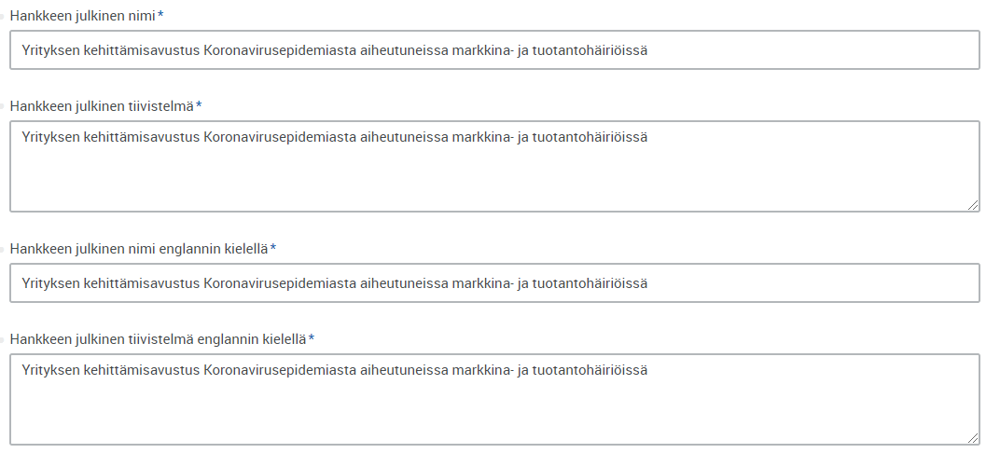 Hankkeen julkinen nimi*
Yrityksen kehittämisavustus Koronavirusepidemiasta aiheutuneissa markkina- ja tuotantohäiriöissä
Hankkeen julkinen tiivistelmä*
Yrityksen kehittämisavustus Koronavirusepidemiasta aiheutuneissa markkina- ja tuotantohäiriöissä
Hankkeen julkinen nimi englannin kielellä*
Yrityksen kehittämisavustus Koronavirusepidemiasta aiheutuneissa markkina- ja tuotantohäiriöissä
Hankkeen julkinen tiivistelmä englannin kielellä*
Yrityksen kehittämisavustus Koronavirusepidemiasta aiheutuneissa markkina- ja tuotantohäiriöissä